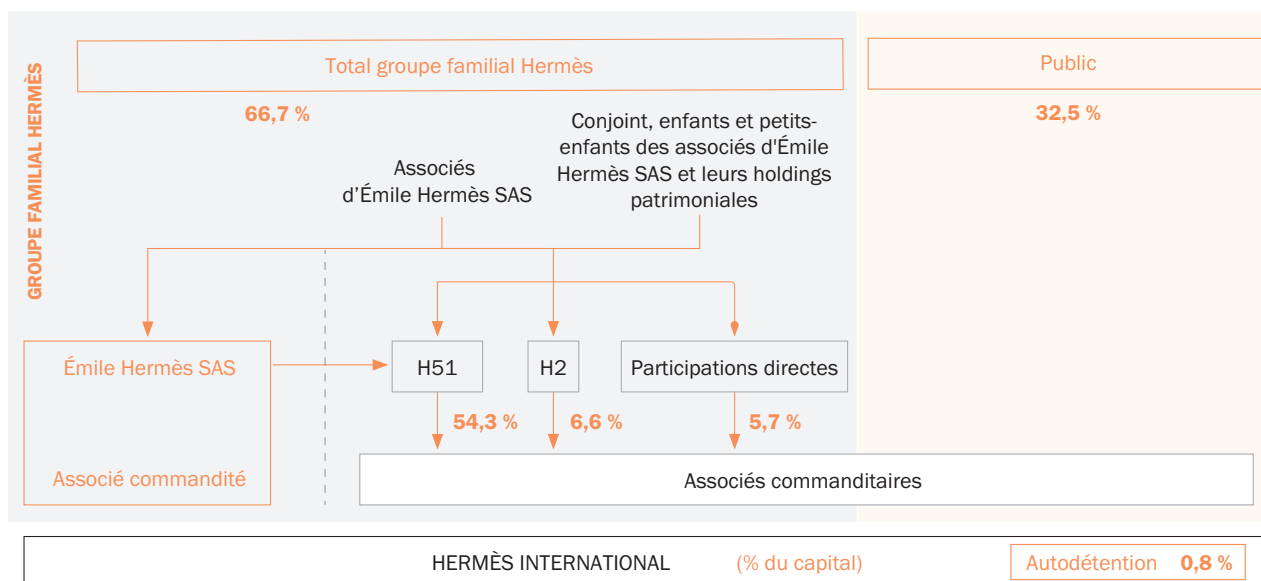 GROUPE FAMILIAL HERMÈS
Total groupe familial Hermès
Public
66,7 %
32,5 %
Conjoint, enfants et petits-
enfants des associés d'Émile
Hermès SAS et leurs holdings
patrimoniales
Associés
d’Émile Hermès SAS
Émile Hermès SAS
H51
H2
Participations directes
54,3 %
6,6 %
5,7 %
Associé commandité
Associés commanditaires
HERMÈS INTERNATIONAL
(% du capital)
Autodétention 0,8 %